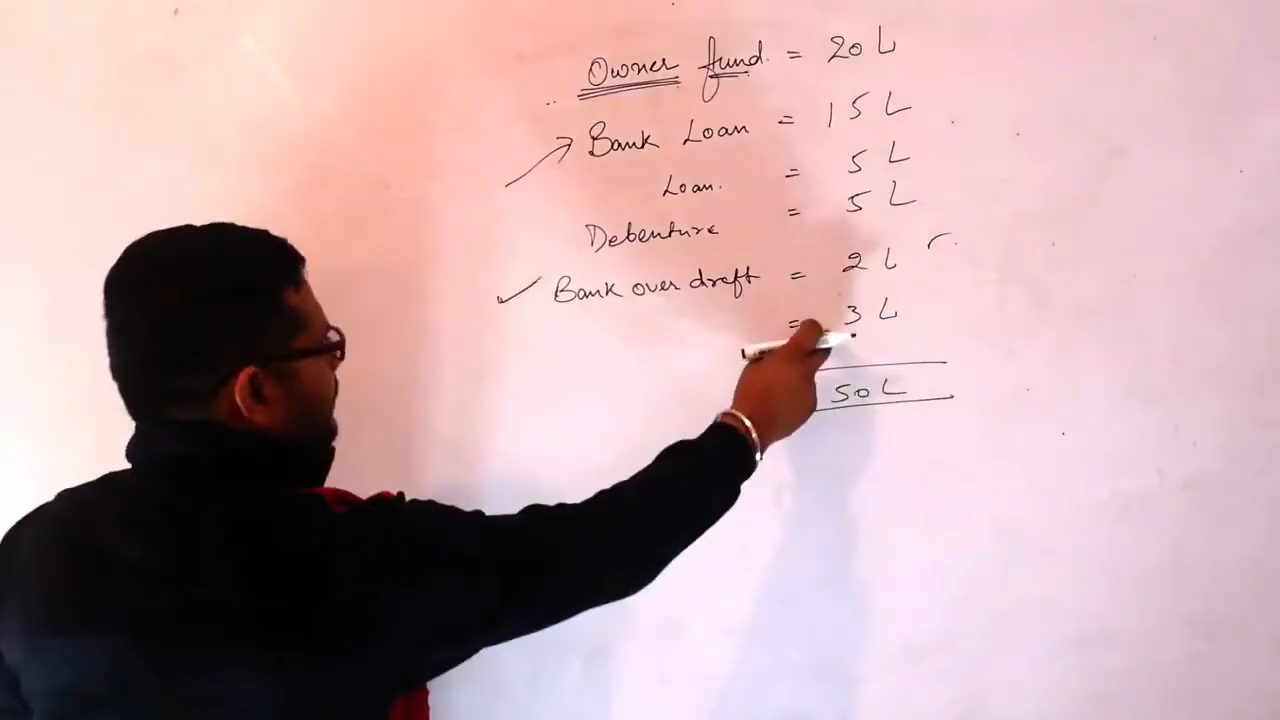 Owner fund. = 20 L
Bank Loan = 15 L
Loan. = 5 L
Debenture = 5 L
✓ Bank over draft = 2 L
= 3 L
50 L